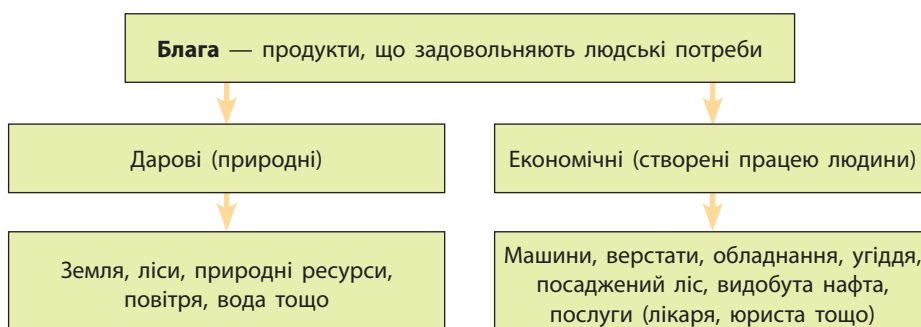 Блага — продукти, що задовольняють людські потреби
Дарові (природні)
Економічні (створені працею людини)
Земля, ліси, природні ресурси,
повітря, вода тощо
Машини, верстати, обладнання, угіддя,
посаджений ліс, видобута нафта,
послуги (лікаря, юриста тощо)